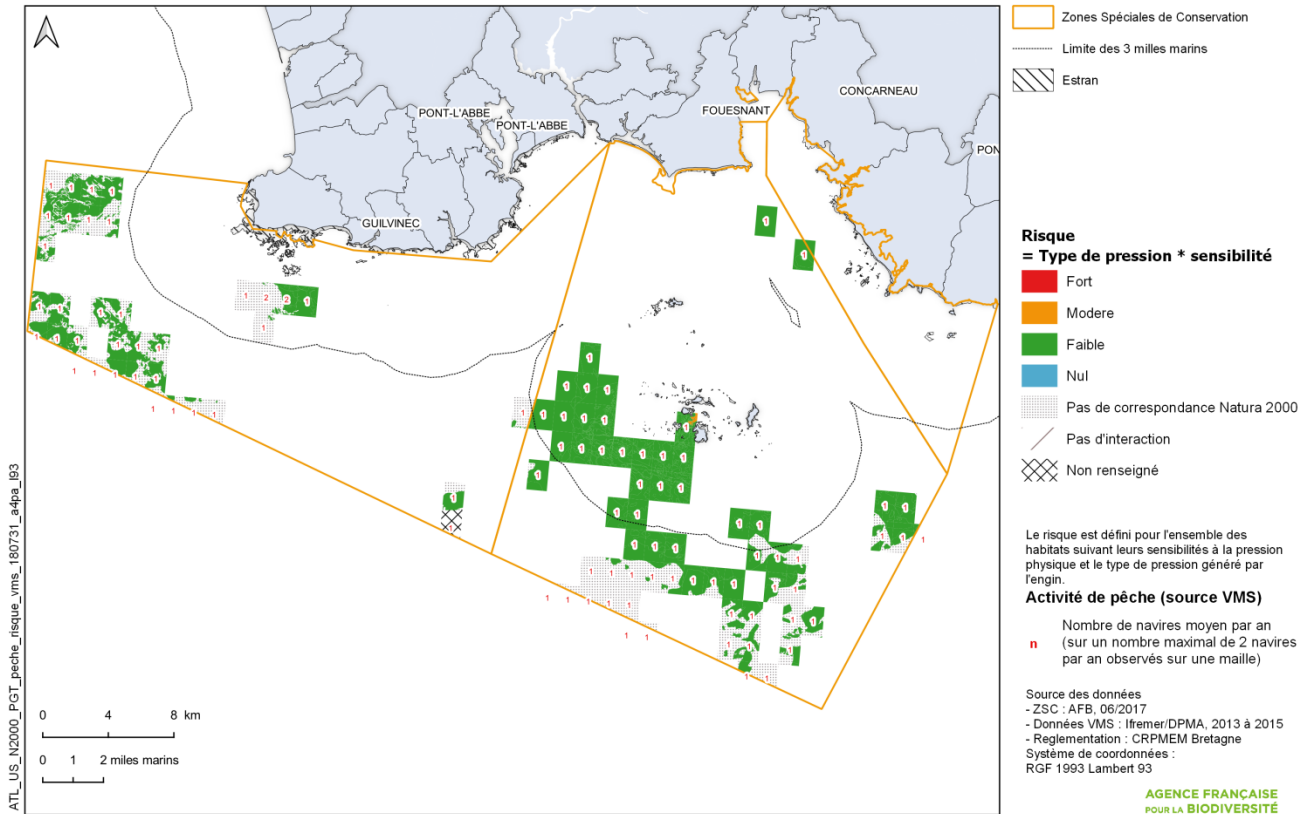 Zones Spéciales de Conservation
Limite des 3 milles marins
Estran
CONCARNEAU
FOUESNANT
PONT-L'ABBE
PONT-L'ABBE
PON
GUILVINEC
Risque
= Type de pression * sensibilité
Fort
Modere
Faible
Nul
Pas de correspondance Natura 2000
Pas d'interaction
Non renseigné
Le risque est défini pour l'ensemble des
habitats suivant leurs sensibilités à la pression
physique et le type de pression généré par
l'engin.
Activité de pêche (source VMS)
n
Nombre de navires moyen par an
(sur un nombre maximal de 2 navires
par an observés sur une maille)
Source des données
- ZSC : AFB, 06/2017
- Données VMS : Ifremer/DPMA, 2013 à 2015
- Reglementation : CRPMEM Bretagne
Système de coordonnées :
RGF 1993 Lambert 93
AGENCE FRANÇAISE
POUR LA BIODIVERSITÉ
0 4 8 km
0 1 2 miles marins
ATL_US_N2000_PGT_peche_risque_vms_180731_a4pa_l93